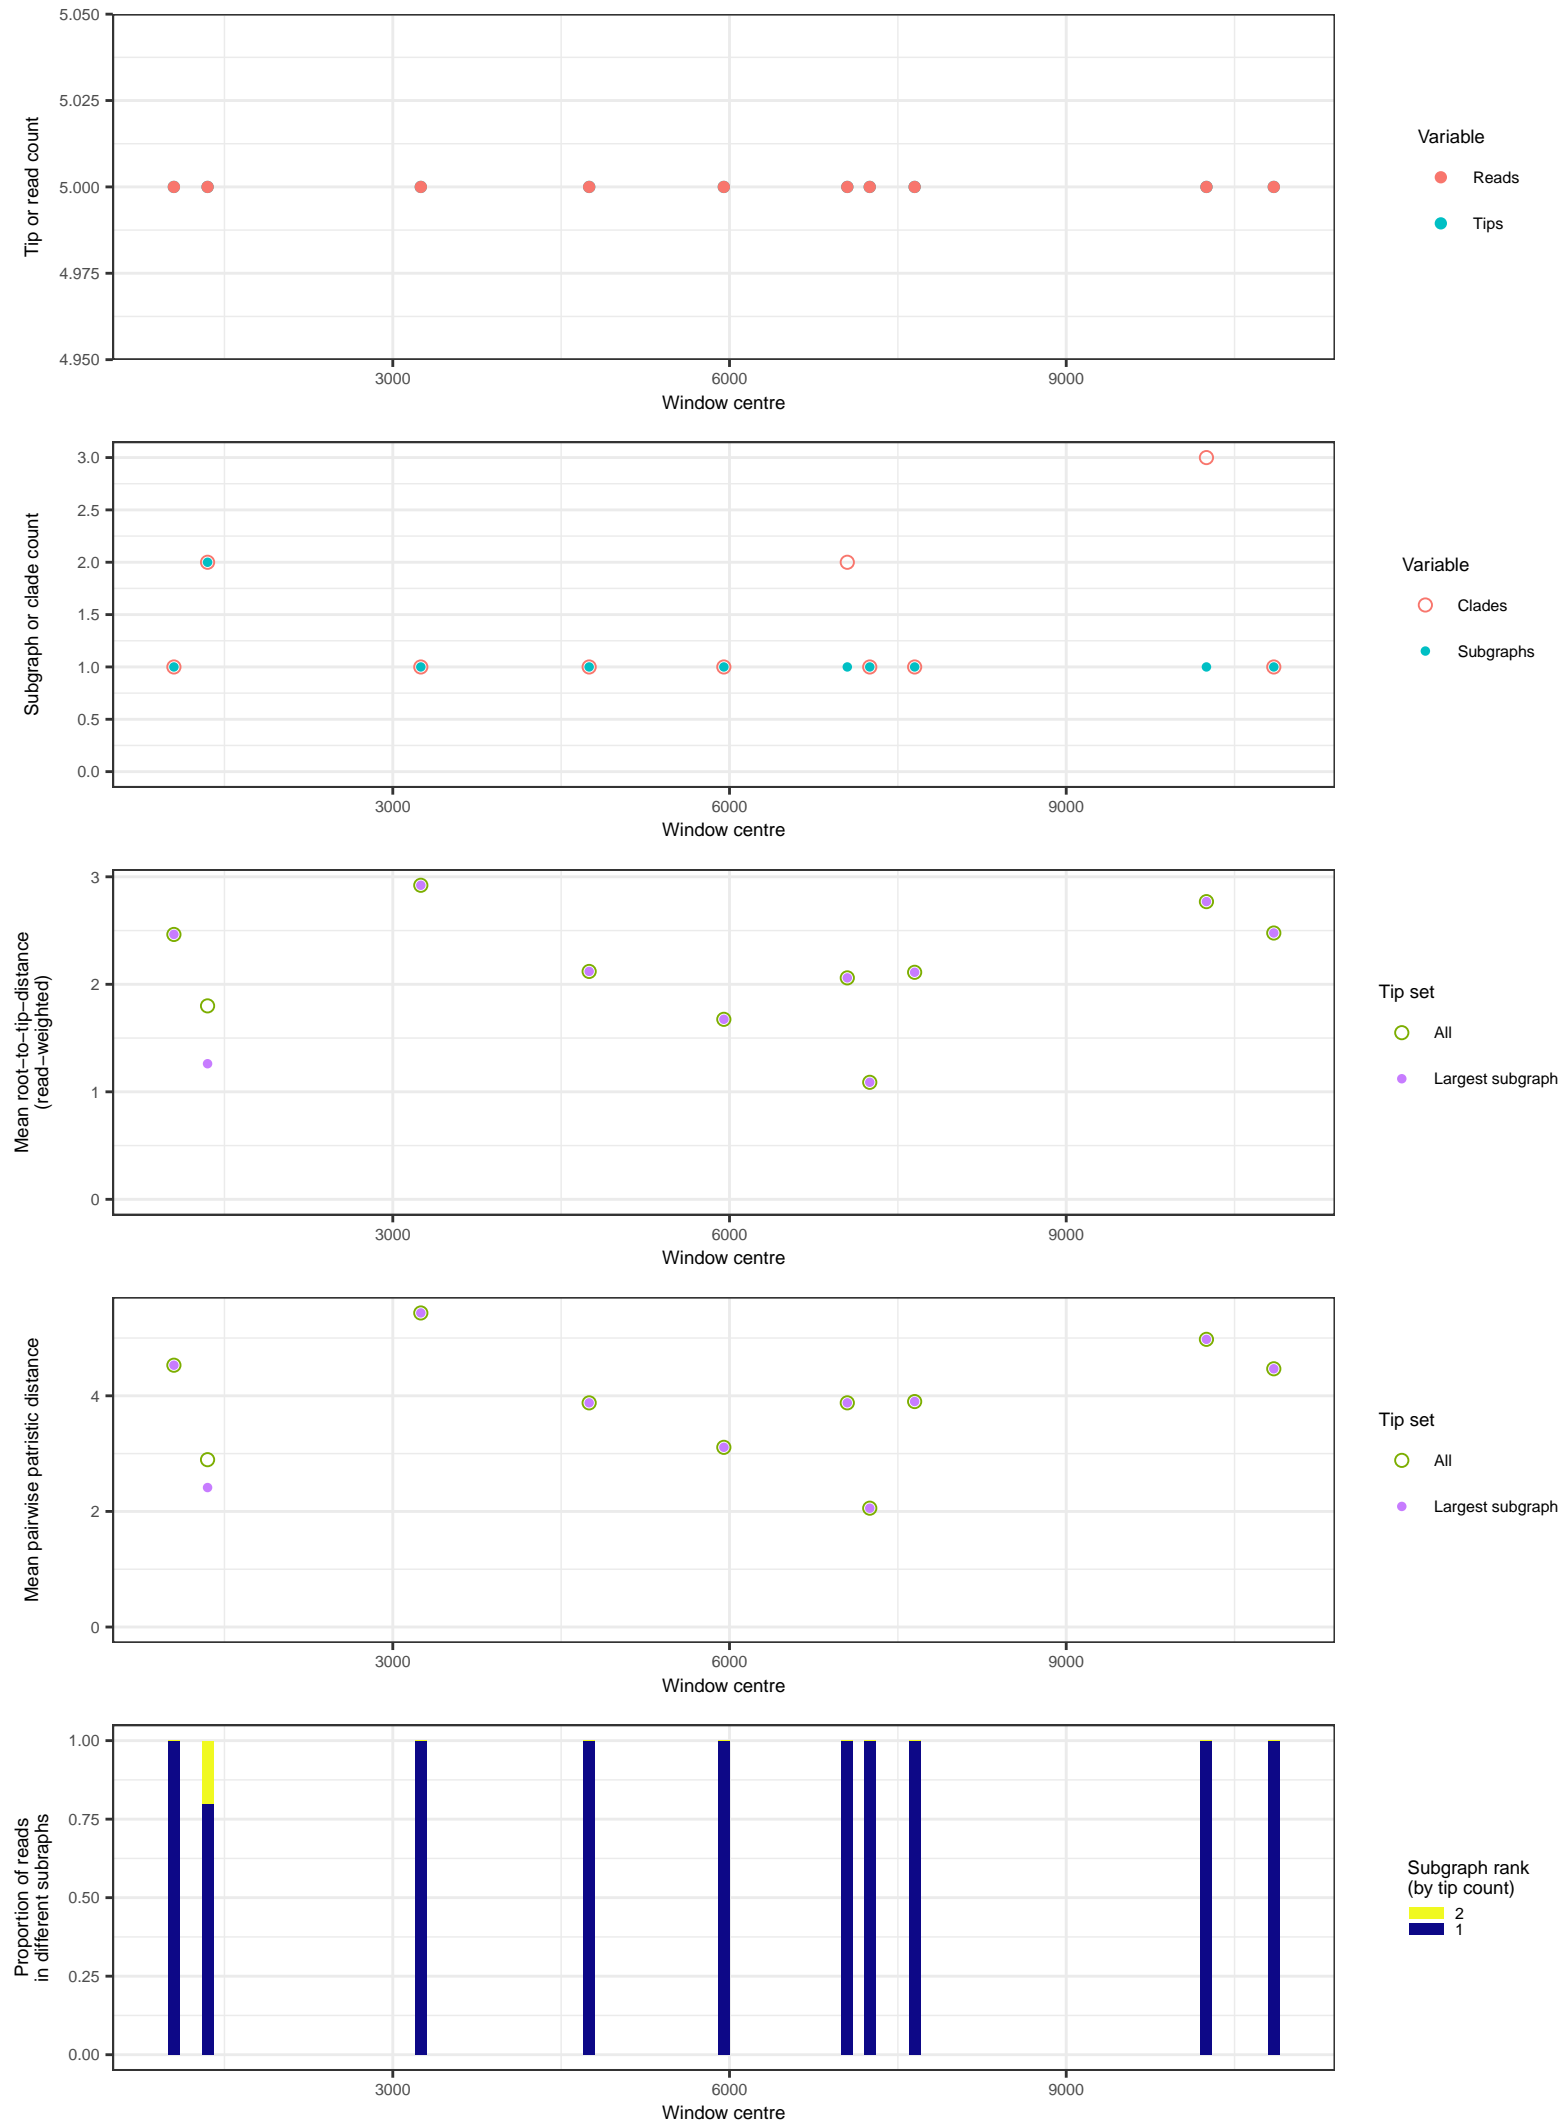 5.050
5.025
5.000
4.975
4.950
Tip or read count
3000 6000 9000
Window centre
Variable
Reads
Tips
3.0
2.5
2.0
1.5
1.0
0.5
0.0
Subgraph or clade count
3000 6000 9000
Window centre
Variable
Clades
Subgraphs
3
2
1
0
Mean root−to−tip−distance
(read−weighted)
3000 6000 9000
Window centre
Tip set
All
Largest subgraph
4
2
0
Mean pairwise patristic distance
3000 6000 9000
Window centre
Tip set
All
Largest subgraph
1.00
0.75
0.50
0.25
0.00
Proportion of reads
in different subraphs
3000 6000 9000
Window centre
Subgraph rank
(by tip count)
2
1